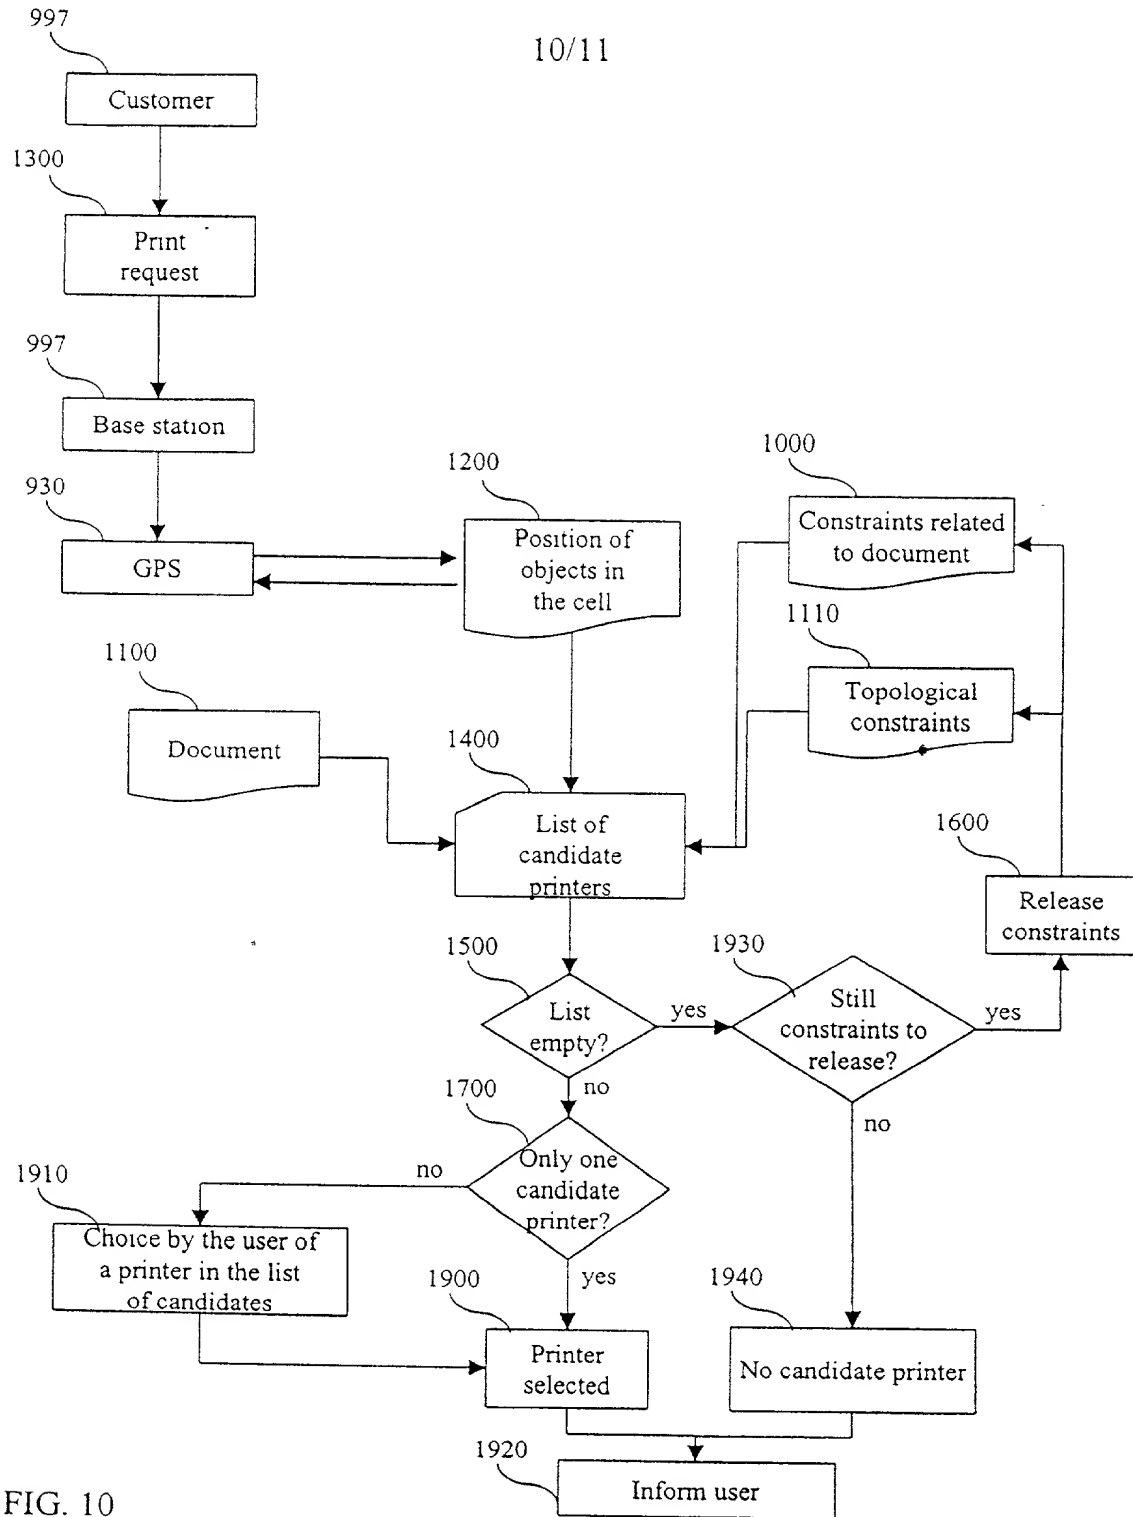 997
10/11
Customer
1300
Print
request
997
Base station
930
GPS
1200
Position of
objects in
the cell
1000
Constraints related
to document
1110
Topological
constraints
1100
Document
1400
List of
candidate
printers
1600
Release
constraints
1500
List
empty?
yes
1930
Still
constraints to
release?
yes
no
no
1700
Only one
candidate
printer?
no
yes
1910
Choice by the user of
a printer in the list
of candidates
1900
Printer
selected
1940
No candidate printer
1920
Inform user
FIG. 10